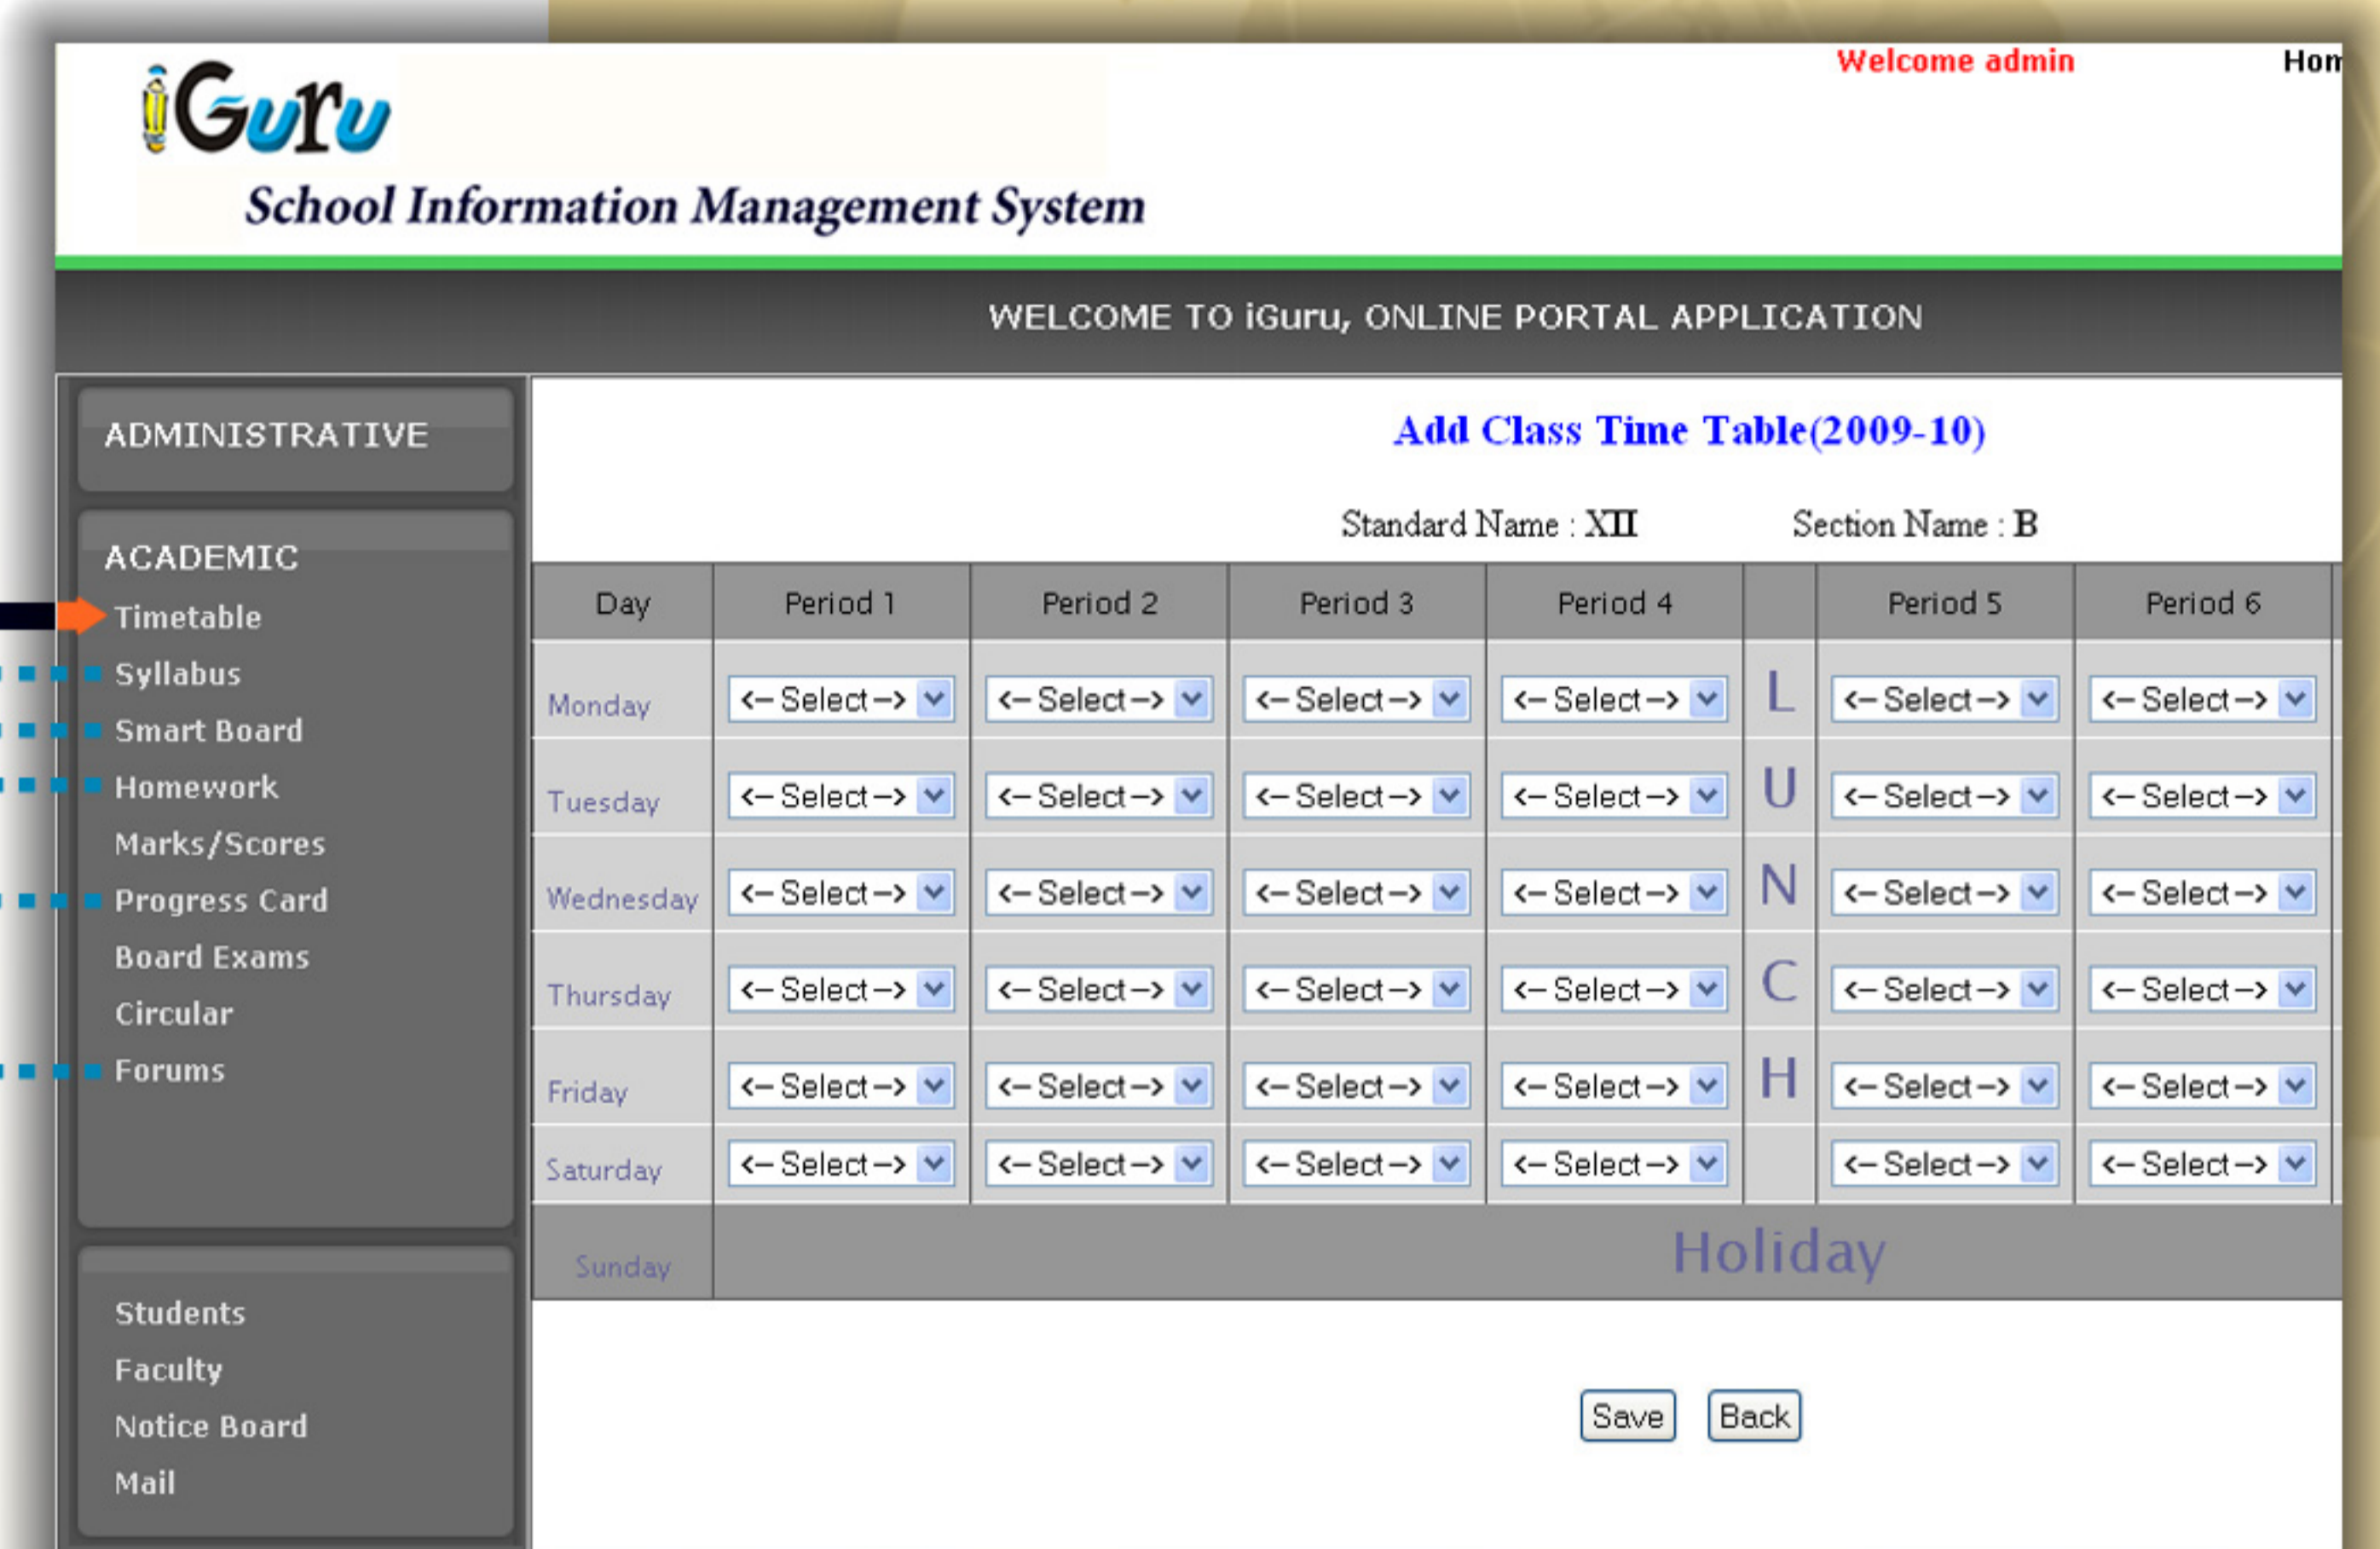 iGuru
Welcome admin
School Information Management System
WELCOME TO iGuru, ONLINE PORTAL APPLICATION
ADMINISTRATIVE
ACADEMIC
Timetable
Syllabus
Smart Board
Homework
Marks/Scores
Progress Card
Board Exams
Circular
Forums
Students
Faculty
Notice Board
Mail
Add Class Time Table(2009-10)
Standard Name : XII Section Name : B
Day Period 1 Period 2 Period 3 Period 4 Period 5 Period 6
Monday <-- Select --> <-- Select --> <-- Select --> <-- Select --> L <-- Select --> <-- Select -->
Tuesday <-- Select --> <-- Select --> <-- Select --> <-- Select --> U <-- Select --> <-- Select -->
Wednesday <-- Select --> <-- Select --> <-- Select --> <-- Select --> N <-- Select --> <-- Select -->
Thursday <-- Select --> <-- Select --> <-- Select --> <-- Select --> C <-- Select --> <-- Select -->
Friday <-- Select --> <-- Select --> <-- Select --> <-- Select --> H <-- Select --> <-- Select -->
Saturday <-- Select --> <-- Select --> <-- Select --> <-- Select --> <-- Select --> <-- Select -->
Sunday Holiday
Save Back